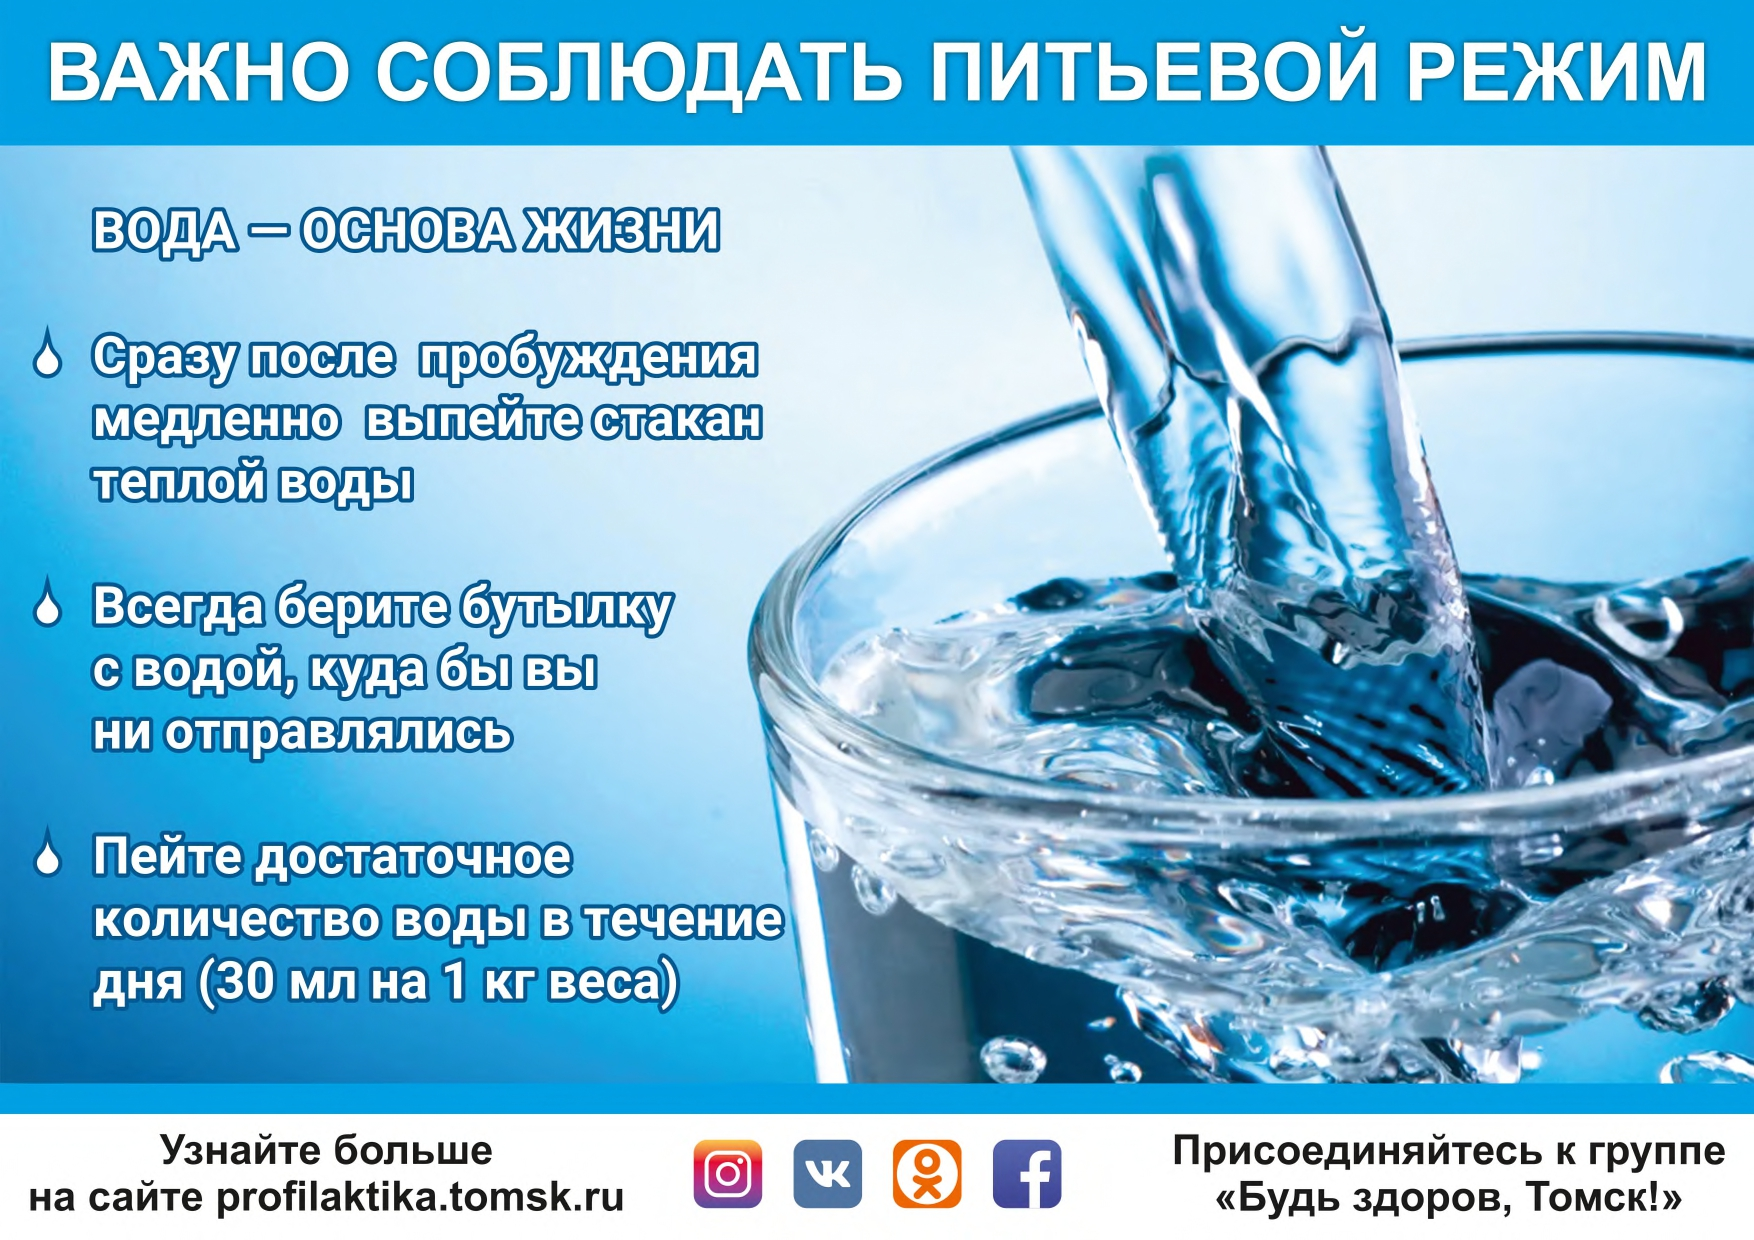 ВАЖНО СОБЛЮДАТЬ ПИТЬЕВОЙ РЕЖИМ
ВОДА — ОСНОВА ЖИЗНИ
Сразу после пробуждения
медленно выпейте стакан
теплой воды
Всегда берите бутылку
с водой, куда бы вы
ни отправлялись
Пейте достаточное
количество воды в течение
дня (30 мл на 1 кг веса)
Узнайте больше
на сайте profilaktika.tomsk.ru
Присоединяйтесь к группе
«Будь здоров, Томск!»